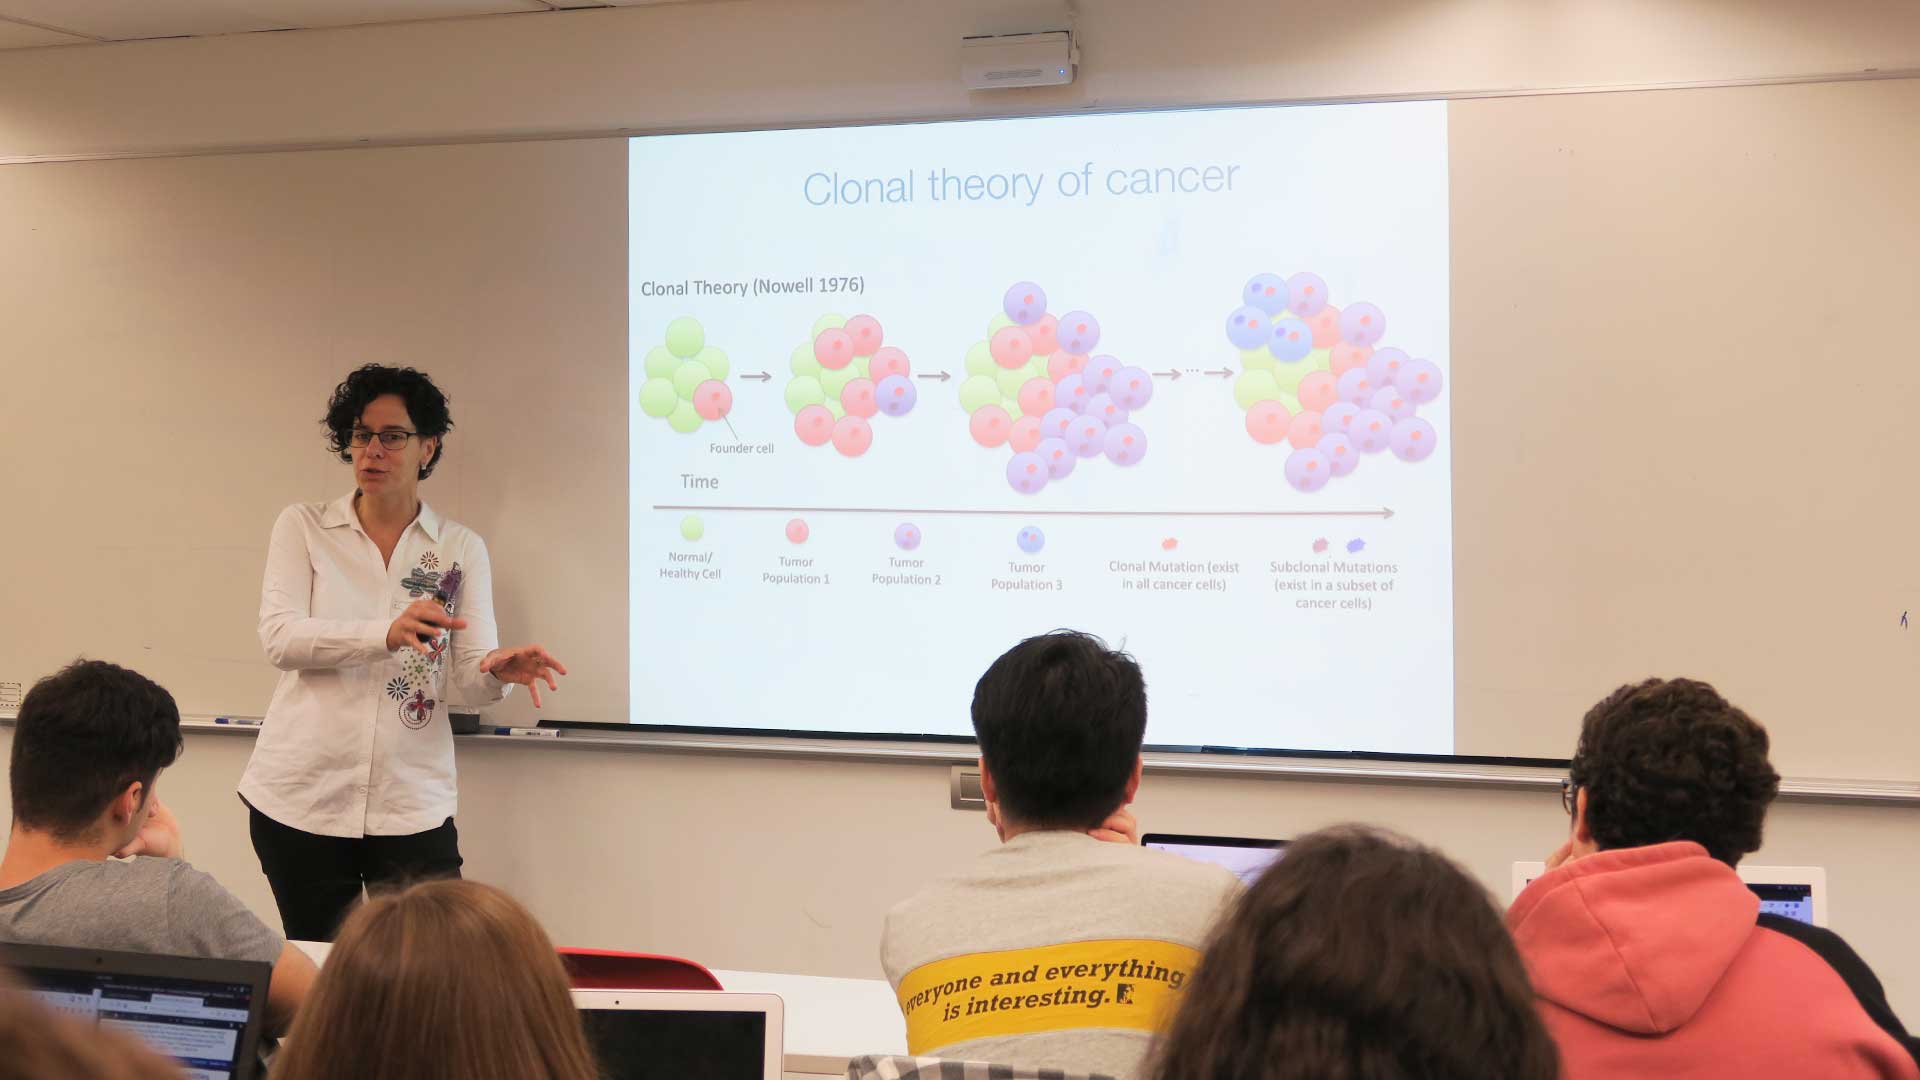 Clonal theory of cancer
Clonal Theory (Nowell 1976)
...
Founder cell
Time
Normal/
Healthy Cell
Tumor
Population 1
Tumor
Population 2
Tumor
Population 3
Clonal Mutation (exist
in all cancer cells)
Subclonal Mutations
(exist in a subset of
cancer cells)
everyone and everything
is interesting.